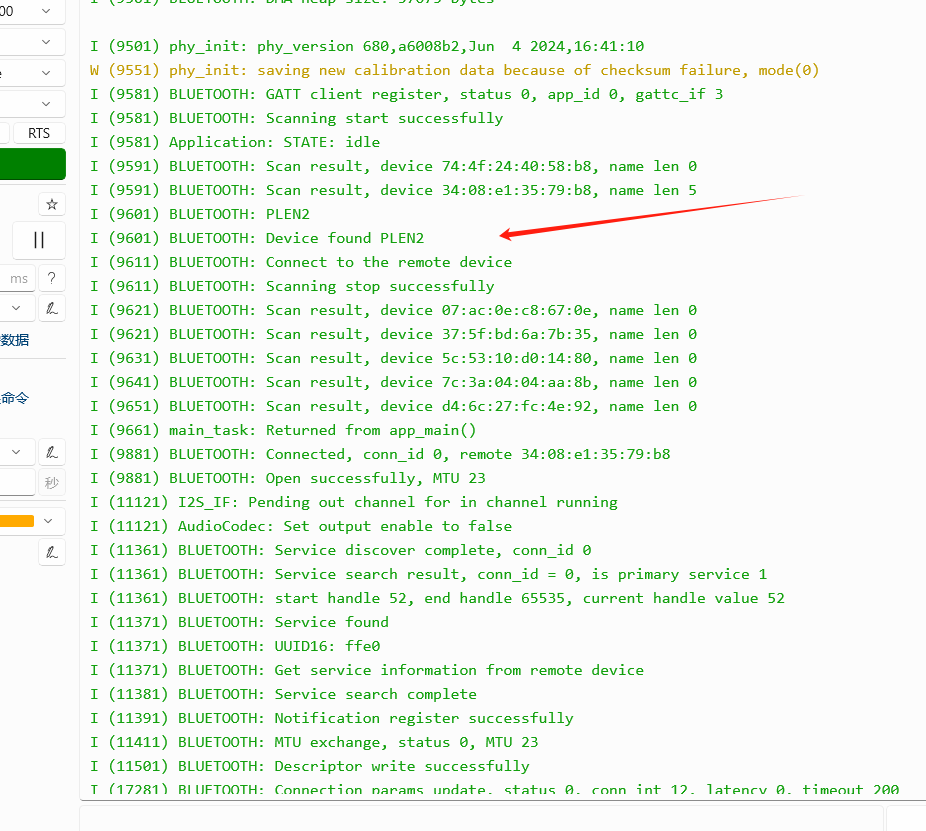 00
I (9501) BLUETOOTH: DMA heap size: 97679 bytes
I (9501) phy_init: phy_version 680,a6008b2,Jun  4 2024,16:41:10
W (9551) phy_init: saving new calibration data because of checksum failure, mode(0)
I (9581) BLUETOOTH: GATT client register, status 0, app_id 0, gattc_if 3
I (9581) BLUETOOTH: Scanning start successfully
RTS
I (9581) Application: STATE: idle
I (9591) BLUETOOTH: Scan result, device 74:4f:24:40:58:b8, name len 0
I (9591) BLUETOOTH: Scan result, device 34:08:e1:35:79:b8, name len 5
I (9601) BLUETOOTH: PLEN2
I (9601) BLUETOOTH: Device found PLEN2
I (9611) BLUETOOTH: Connect to the remote device
ms
?
I (9611) BLUETOOTH: Scanning stop successfully
I (9621) BLUETOOTH: Scan result, device 07:ac:0e:c8:67:0e, name len 0
I (9621) BLUETOOTH: Scan result, device 37:5f:bd:6a:7b:35, name len 0
数据
I (9631) BLUETOOTH: Scan result, device 5c:53:10:d0:14:80, name len 0
I (9641) BLUETOOTH: Scan result, device 7c:3a:04:04:aa:8b, name len 0
命令
I (9651) BLUETOOTH: Scan result, device d4:6c:27:fc:4e:92, name len 0
I (9661) main_task: Returned from app_main()
I (9881) BLUETOOTH: Connected, conn_id 0, remote 34:08:e1:35:79:b8
I (9881) BLUETOOTH: Open successfully, MTU 23
秒
I (11121) I2S_IF: Pending out channel for in channel running
I (11121) AudioCodec: Set output enable to false
I (11361) BLUETOOTH: Service discover complete, conn_id 0
I (11361) BLUETOOTH: Service search result, conn_id = 0, is primary service 1
I (11361) BLUETOOTH: start handle 52, end handle 65535, current handle value 52
I (11371) BLUETOOTH: Service found
I (11371) BLUETOOTH: UUID16: ffe0
I (11371) BLUETOOTH: Get service information from remote device
I (11381) BLUETOOTH: Service search complete
I (11391) BLUETOOTH: Notification register successfully
I (11411) BLUETOOTH: MTU exchange, status 0, MTU 23
I (11501) BLUETOOTH: Descriptor write successfully
I (17281) BLUETOOTH: Connection params update, status 0, conn_int 12, latency 0, timeout 200